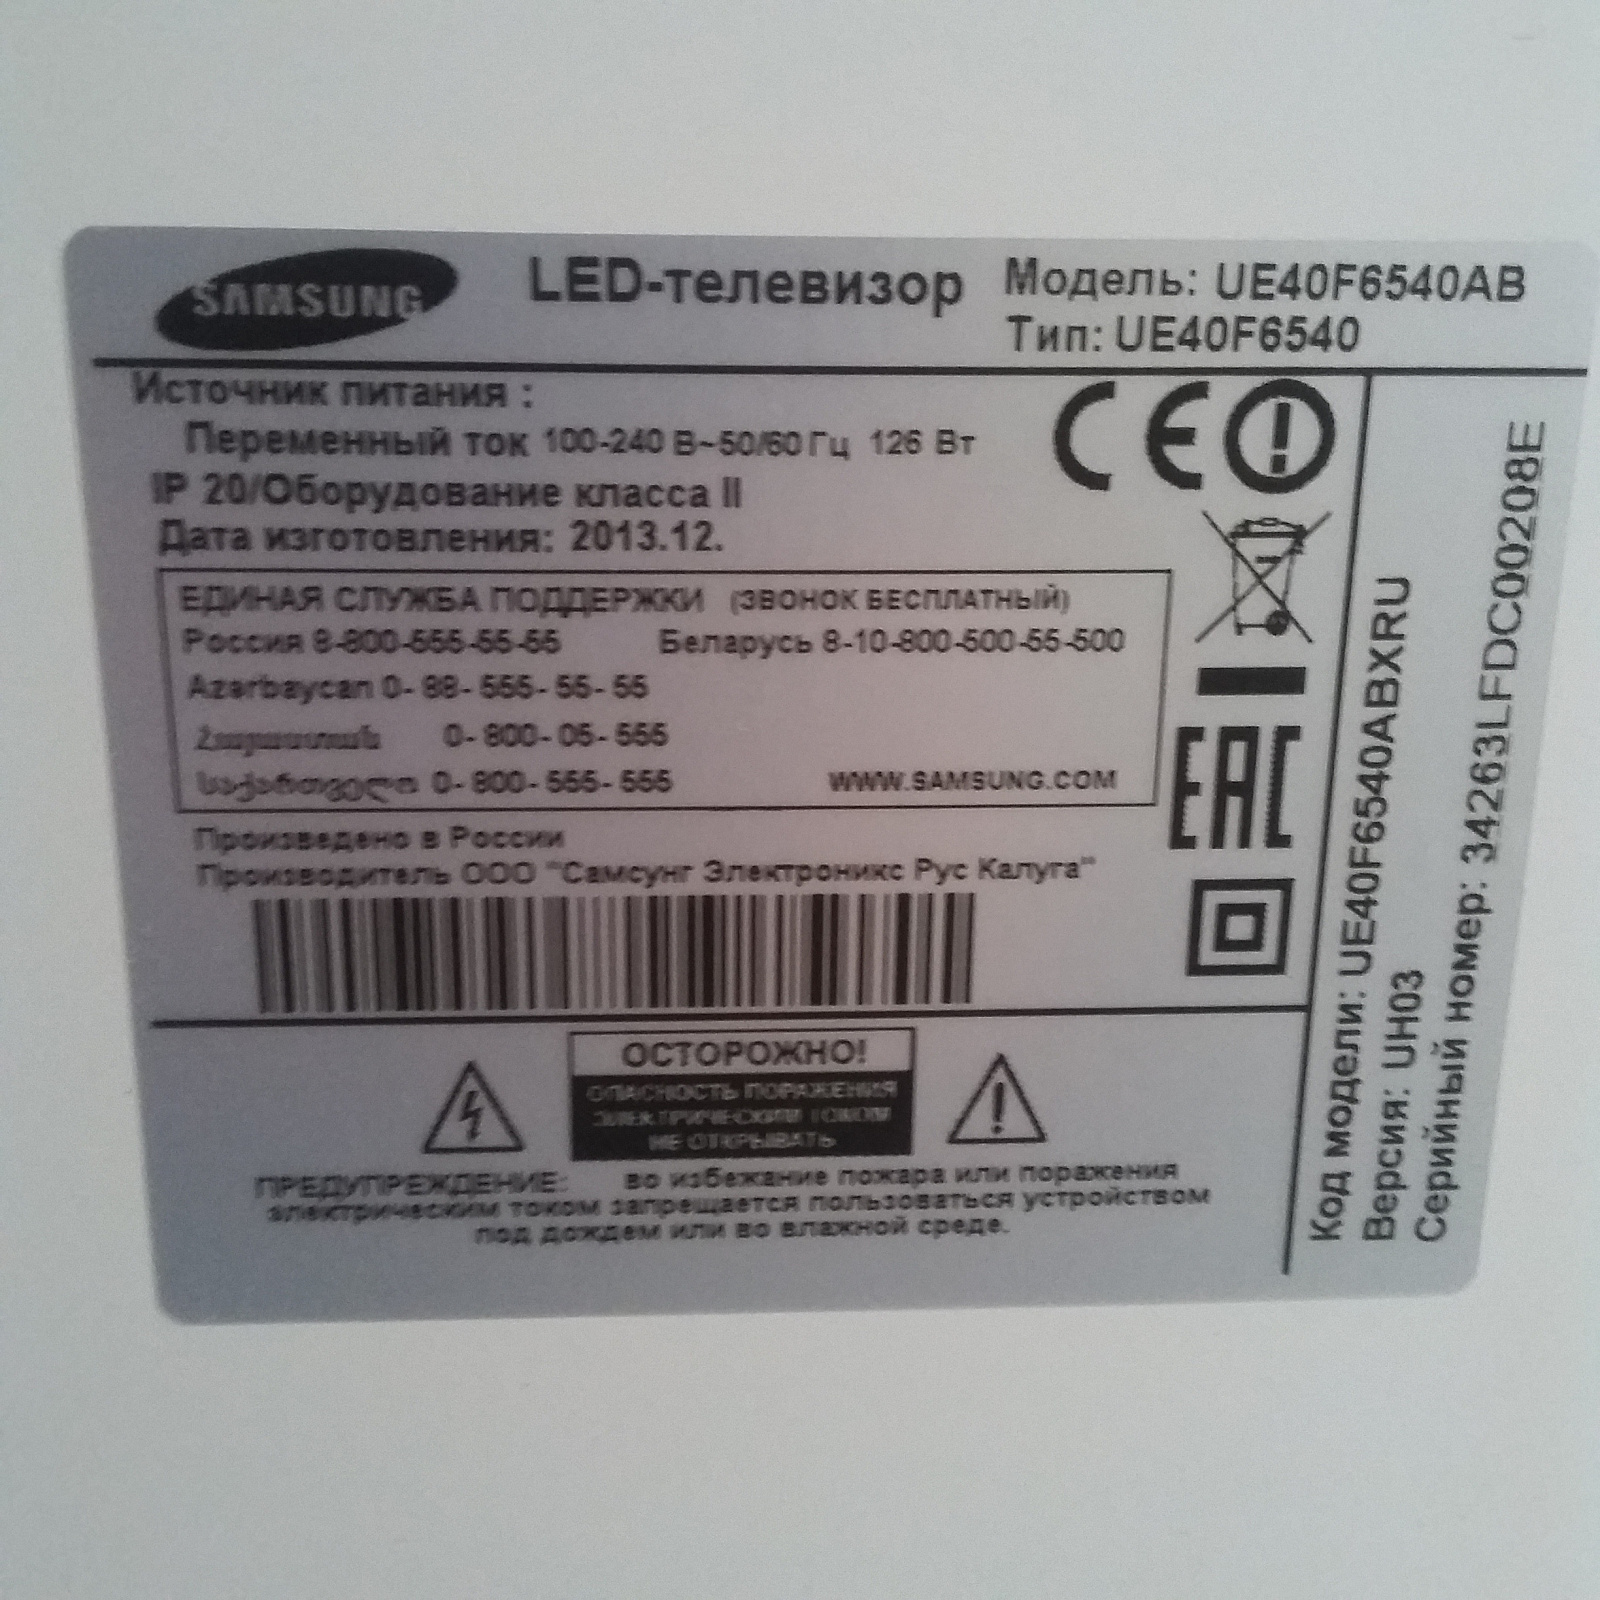 SAMSUNG
LED-телевизор
Модель: UE40F6540AB
Тип: UE40F6540
Источник питания :
Переменный ток 100-240 В~50/60 Гц 126 Вт
IP 20/Оборудование класса II
Дата изготовления: 2013.12.
ЕДИНАЯ СЛУЖБА ПОДДЕРЖКИ (ЗВОНОК БЕСПЛАТНЫЙ)
Россия 8-800-555-55-55 Беларусь 8-10-800-500-55-500
Azərbaycan 0- 88- 555- 55- 55
Հայաստան 0- 800- 05- 555
საქართველო 0- 800- 555- 555 WWW.SAMSUNG.COM
Произведено в России
Производитель ООО "Самсунг Электроникс Рус Калуга"
CE
EAC
ОСТОРОЖНО!
ОПАСНОСТЬ ПОРАЖЕНИЯ
ЭЛЕКТРИЧЕСКИМ ТОКОМ
НЕ ОТКРЫВАТЬ
ПРЕДУПРЕЖДЕНИЕ: во избежание пожара или поражения
электрическим током запрещается пользоваться устройством
под дождем или во влажной среде.
Код модели: UE40F6540ABXRU
Версия: UH03
Серийный номер: 34263LFDC00208E